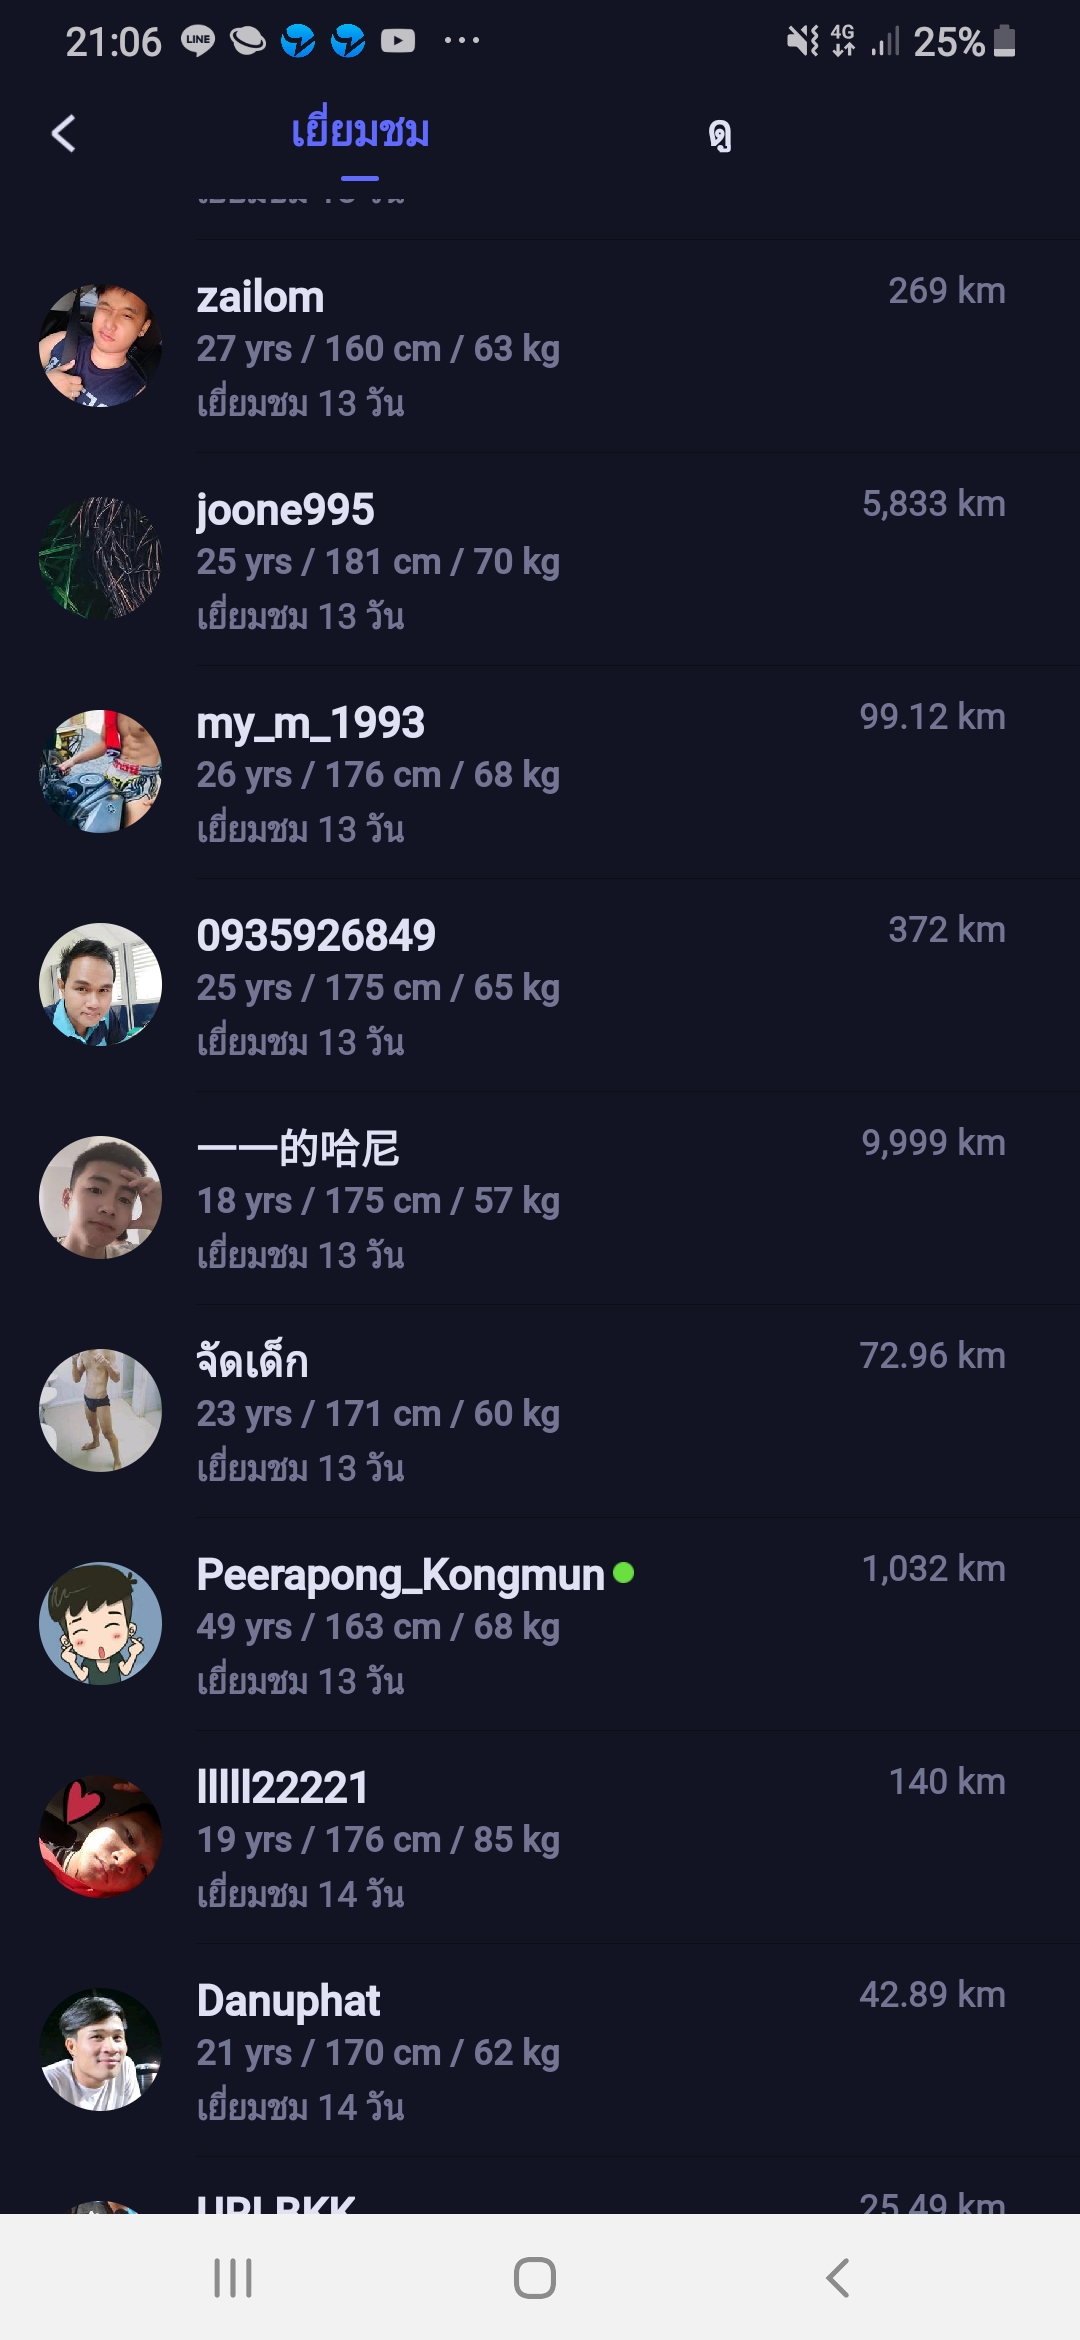 21:06
LINE
4G
25%
เยี่ยมชม
ดู
zailom
269 km
27 yrs / 160 cm / 63 kg
เยี่ยมชม 13 วัน
joone995
5,833 km
25 yrs / 181 cm / 70 kg
เยี่ยมชม 13 วัน
my_m_1993
99.12 km
26 yrs / 176 cm / 68 kg
เยี่ยมชม 13 วัน
0935926849
372 km
25 yrs / 175 cm / 65 kg
เยี่ยมชม 13 วัน
一一的哈尼
9,999 km
18 yrs / 175 cm / 57 kg
เยี่ยมชม 13 วัน
จัดเด็ก
72.96 km
23 yrs / 171 cm / 60 kg
เยี่ยมชม 13 วัน
Peerapong_Kongmun
1,032 km
49 yrs / 163 cm / 68 kg
เยี่ยมชม 13 วัน
lllll22221
140 km
19 yrs / 176 cm / 85 kg
เยี่ยมชม 14 วัน
Danuphat
42.89 km
21 yrs / 170 cm / 62 kg
เยี่ยมชม 14 วัน
25.49 km